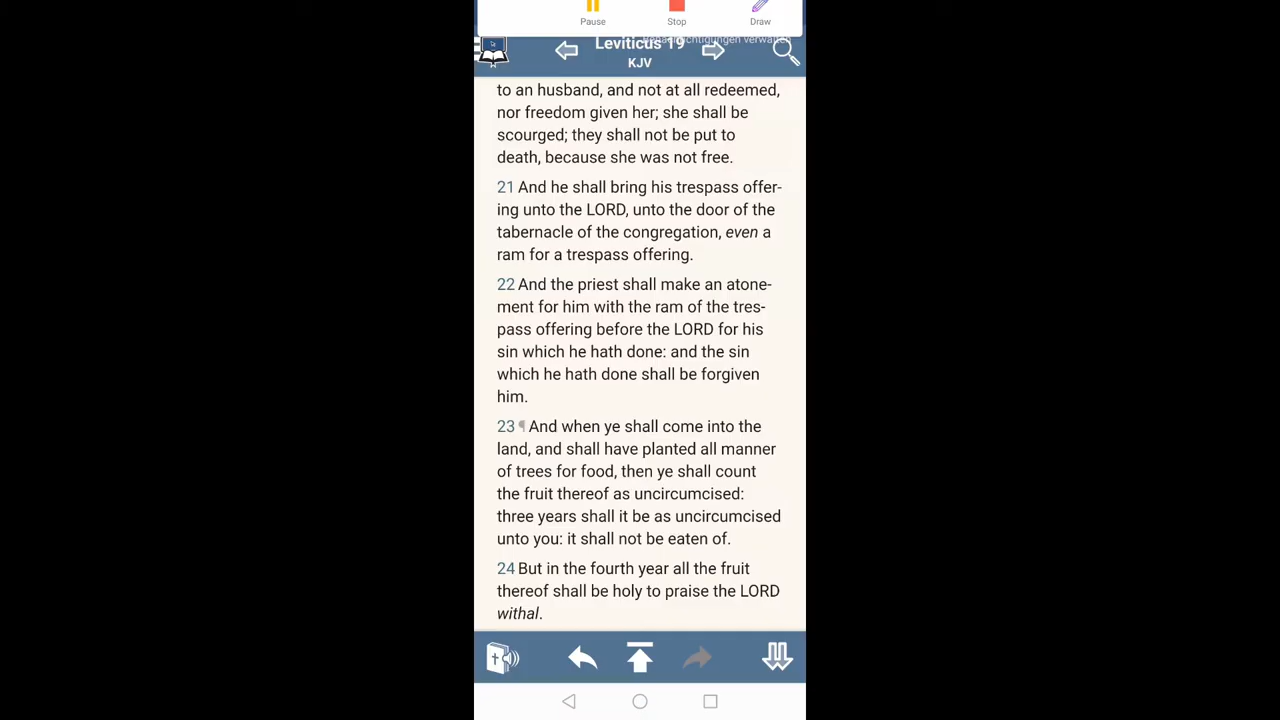 Pause Stop Draw
Leviticus 19
KJV
to an husband, and not at all redeemed,
nor freedom given her; she shall be
scourged; they shall not be put to
death, because she was not free.
21 And he shall bring his trespass offer-
ing unto the LORD, unto the door of the
tabernacle of the congregation, even a
ram for a trespass offering.
22 And the priest shall make an atone-
ment for him with the ram of the tres-
pass offering before the LORD for his
sin which he hath done: and the sin
which he hath done shall be forgiven
him.
23 ¶ And when ye shall come into the
land, and shall have planted all manner
of trees for food, then ye shall count
the fruit thereof as uncircumcised:
three years shall it be as uncircumcised
unto you: it shall not be eaten of.
24 But in the fourth year all the fruit
thereof shall be holy to praise the LORD
withal.